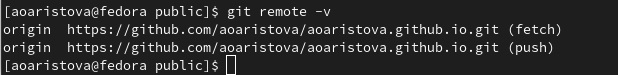 [aoaristova@fedora public]$ git remote -v
origin  https://github.com/aoaristova/aoaristova.github.io.git (fetch)
origin  https://github.com/aoaristova/aoaristova.github.io.git (push)
[aoaristova@fedora public]$